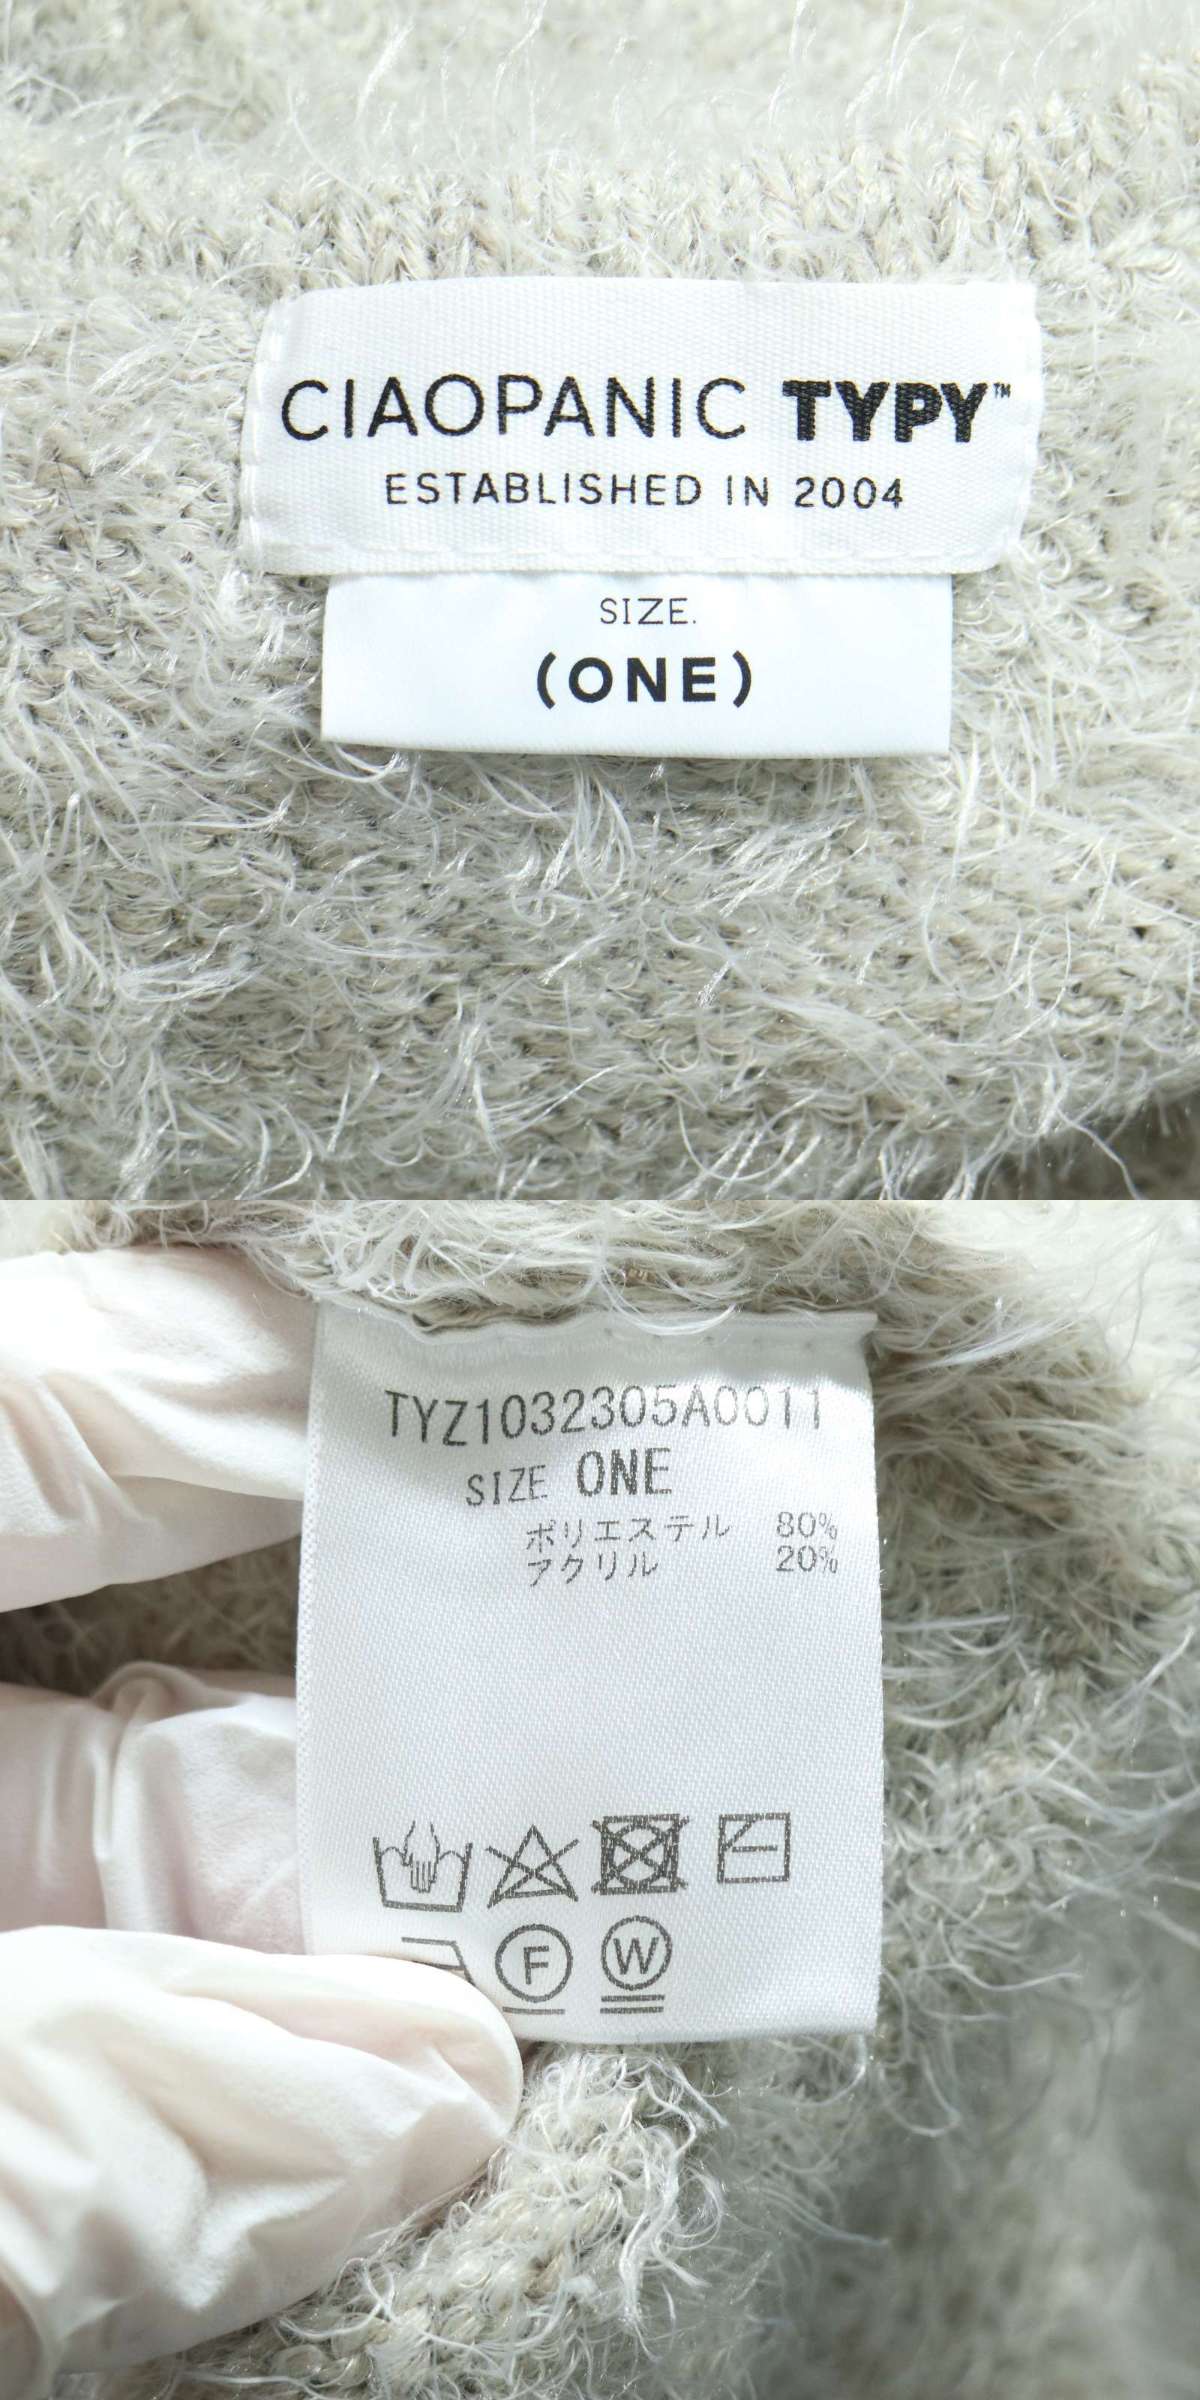 CIAOPANIC TYPY™
ESTABLISHED IN 2004
SIZE.
(ONE)
TYZ1032305A0011
SIZE ONE
ポリエステル 80%
アクリル 20%
F W